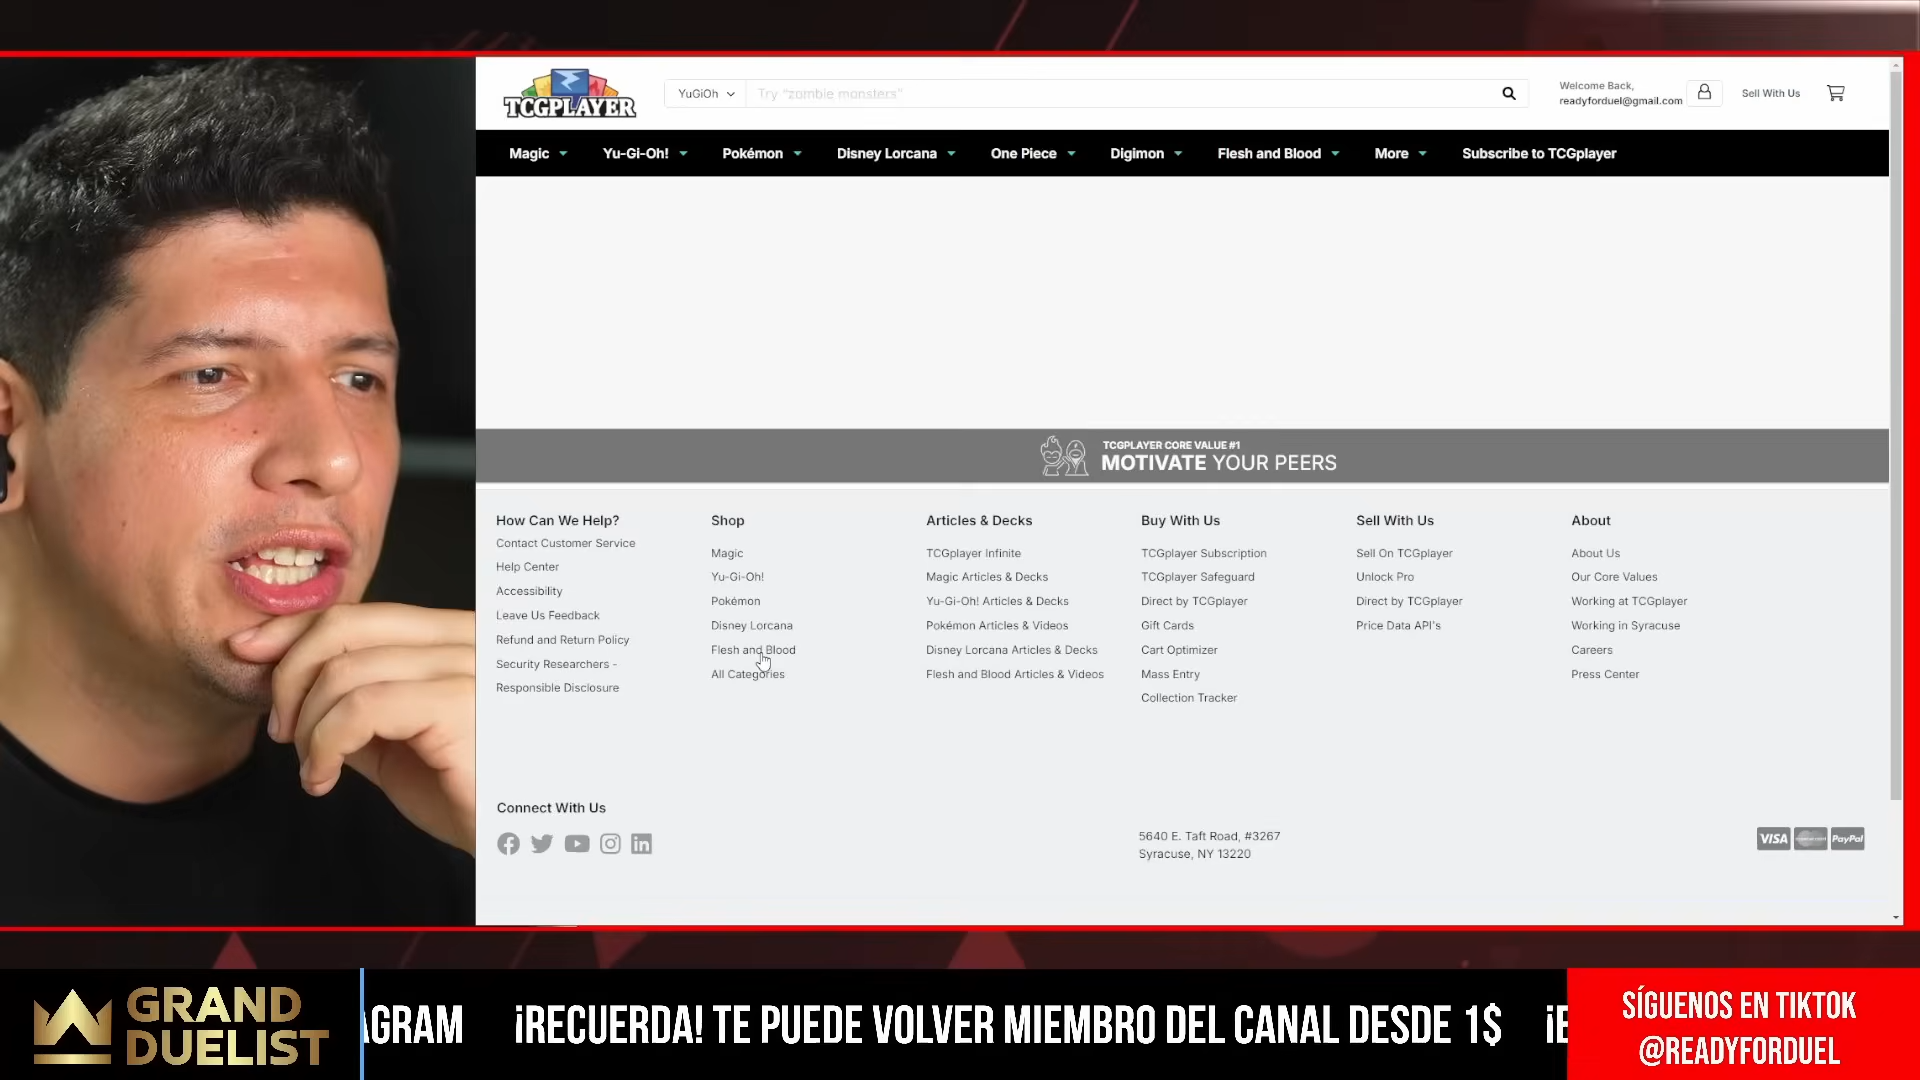 TCGPLAYER
YuGiOh
Try "zombie monsters"
Welcome Back,
readyforduel@gmail.com
Sell With Us
Magic
Yu-Gi-Oh!
Pokémon
Disney Lorcana
One Piece
Digimon
Flesh and Blood
More
Subscribe to TCGplayer
TCGPLAYER CORE VALUE #1
MOTIVATE YOUR PEERS
How Can We Help?
Contact Customer Service
Help Center
Accessibility
Leave Us Feedback
Refund and Return Policy
Security Researchers -
Responsible Disclosure
Shop
Magic
Yu-Gi-Oh!
Pokémon
Disney Lorcana
Flesh and Blood
All Categories
Articles & Decks
TCGplayer Infinite
Magic Articles & Decks
Yu-Gi-Oh! Articles & Decks
Pokémon Articles & Videos
Disney Lorcana Articles & Decks
Flesh and Blood Articles & Videos
Buy With Us
TCGplayer Subscription
TCGplayer Safeguard
Direct by TCGplayer
Gift Cards
Cart Optimizer
Mass Entry
Collection Tracker
Sell With Us
Sell On TCGplayer
Unlock Pro
Direct by TCGplayer
Price Data API's
About
About Us
Our Core Values
Working at TCGplayer
Working in Syracuse
Careers
Press Center
Connect With Us
5640 E. Taft Road, #3267
Syracuse, NY 13220
VISA
PayPal
GRAND
DUELIST
AGRAM ¡RECUERDA! TE PUEDE VOLVER MIEMBRO DEL CANAL DESDE 1$ ¡E
SÍGUENOS EN TIKTOK
@READYFORDUEL